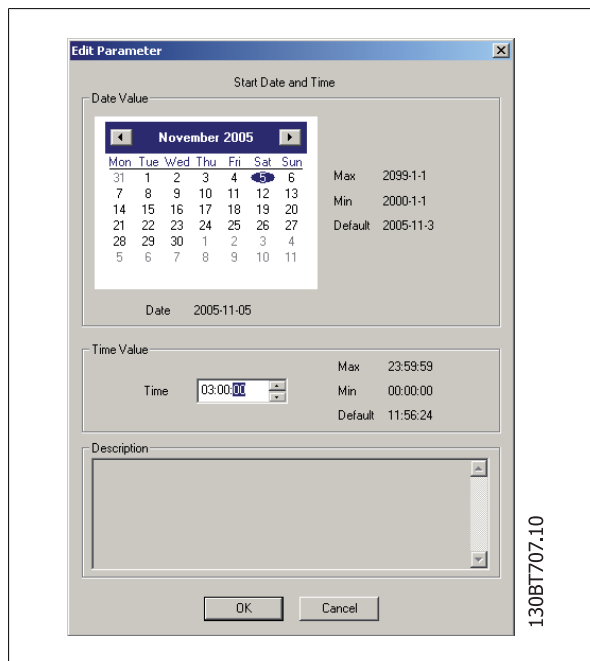 Edit Parameter
Start Date and Time
Date Value
November 2005
Mon Tue Wed Thu Fri Sat Sun
31 1 2 3 4 5 6
7 8 9 10 11 12 13
14 15 16 17 18 19 20
21 22 23 24 25 26 27
28 29 30 1 2 3 4
5 6 7 8 9 10 11
Max 2099-1-1
Min 2000-1-1
Default 2005-11-3
Date 2005-11-05
Time Value
Time 03:00:00
Max 23:59:59
Min 00:00:00
Default 11:56:24
Description
OK Cancel
130BT707.10